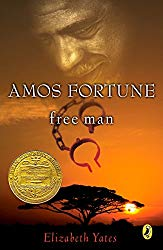 AMOS FORTUNE
free man
Elizabeth Yates